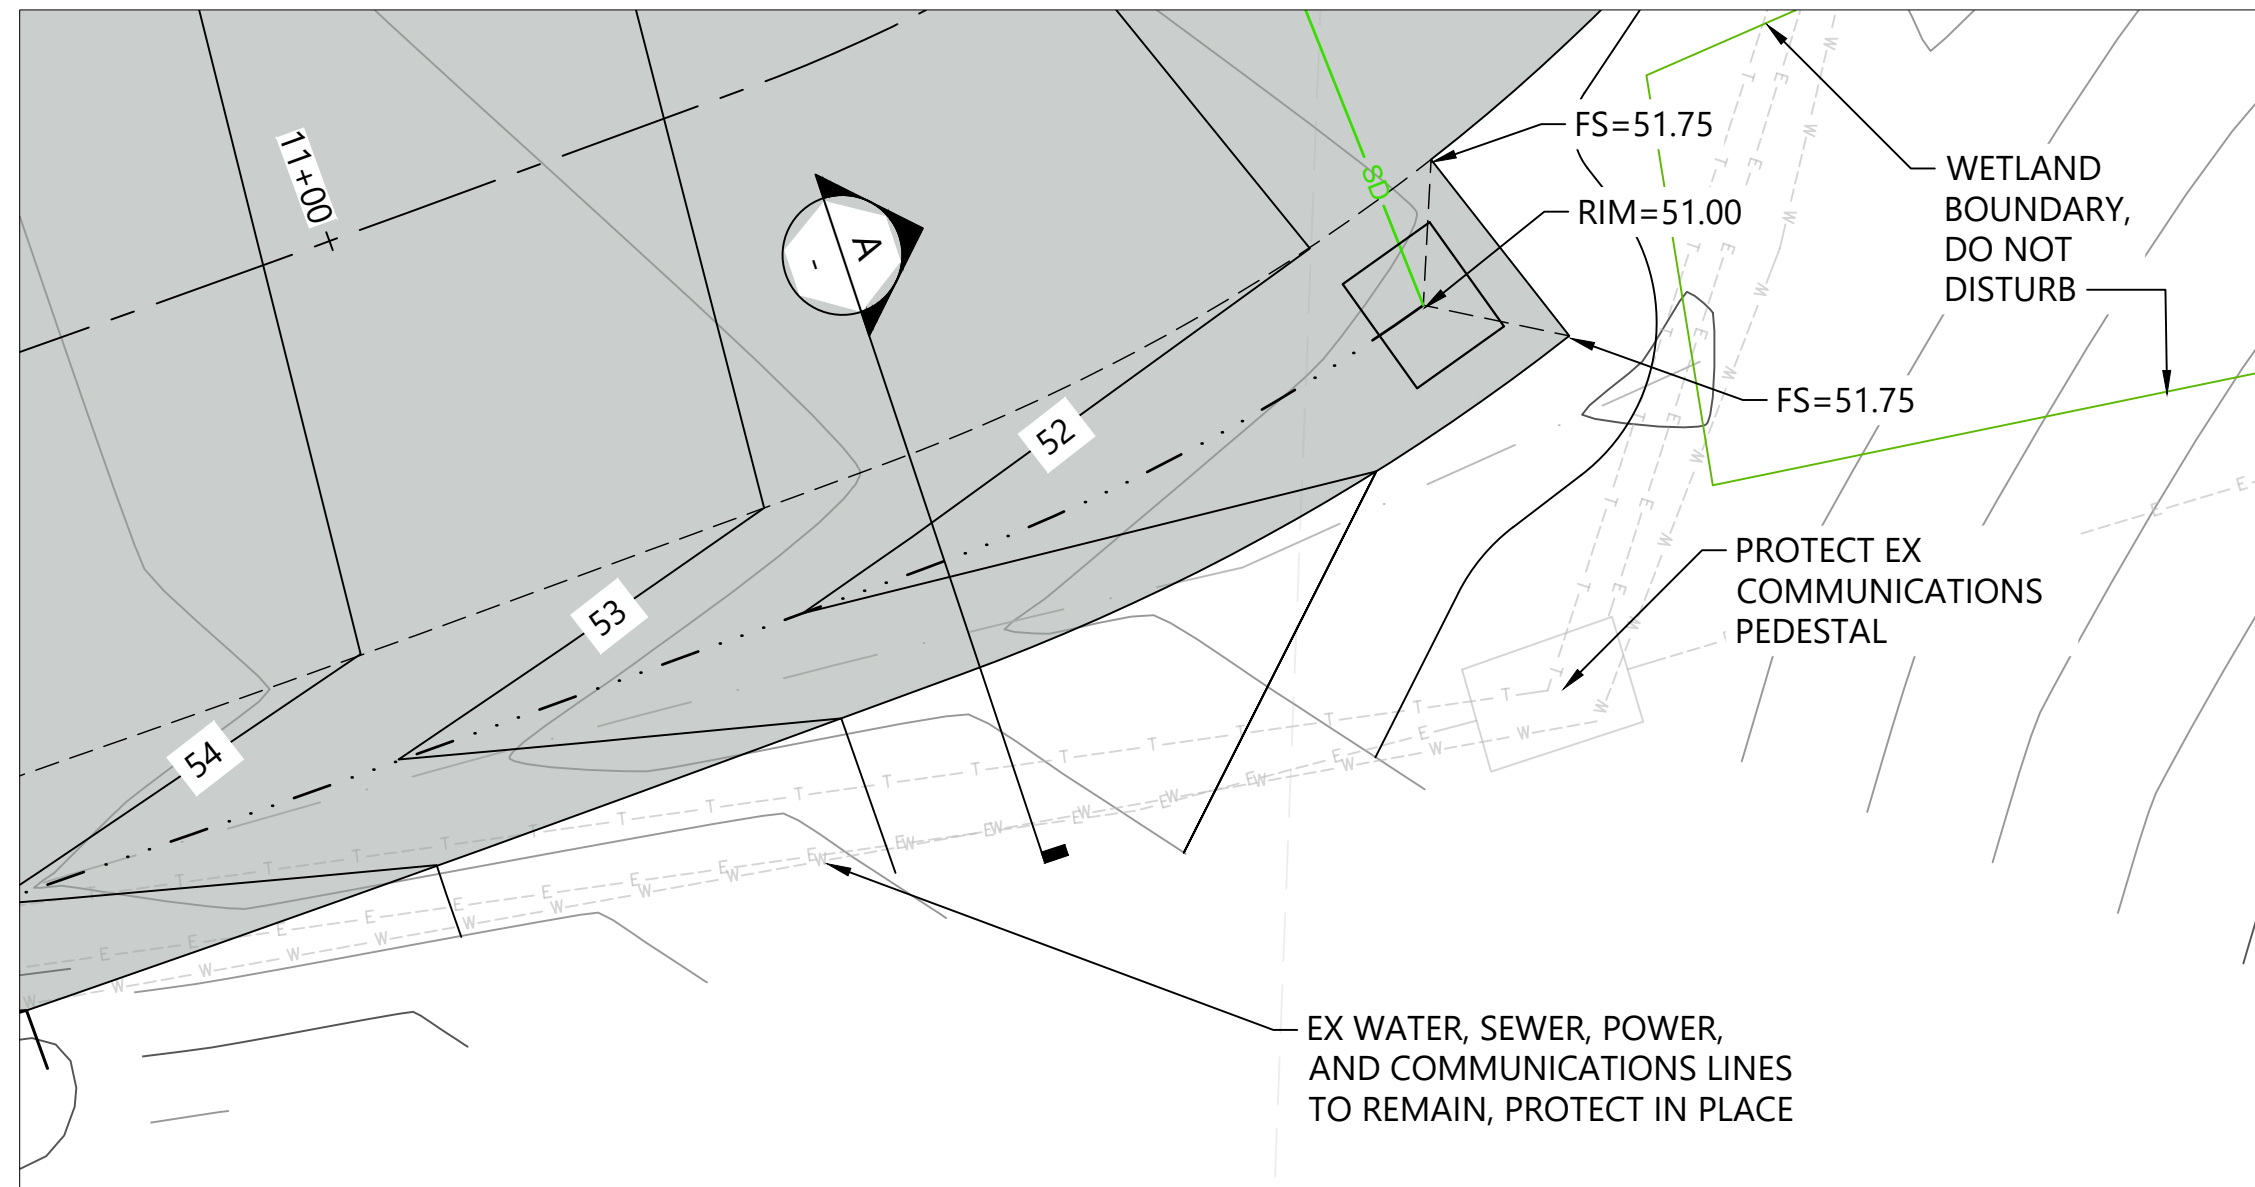 11+00
A
-
SD
FS=51.75
RIM=51.00
WETLAND
BOUNDARY,
DO NOT
DISTURB
FS=51.75
52
53
54
PROTECT EX
COMMUNICATIONS
PEDESTAL
EX WATER, SEWER, POWER,
AND COMMUNICATIONS LINES
TO REMAIN, PROTECT IN PLACE
T T T T T T T T T T T T T T T T T
E E E E E E E E E E E E E E E
W W W W W W W W W W W W W W W W W